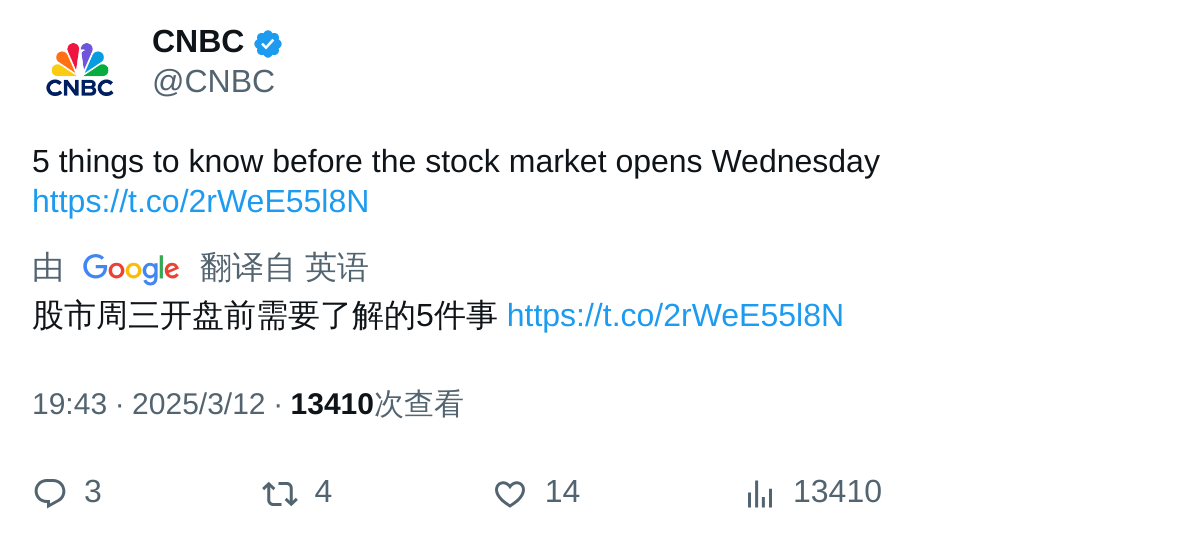 CNBC
CNBC
@CNBC
5 things to know before the stock market opens Wednesday
https://t.co/2rWeE55l8N
由 Google 翻译自 英语
股市周三开盘前需要了解的5件事 https://t.co/2rWeE55l8N
19:43 · 2025/3/12 · 13410次查看
3 4 14 13410